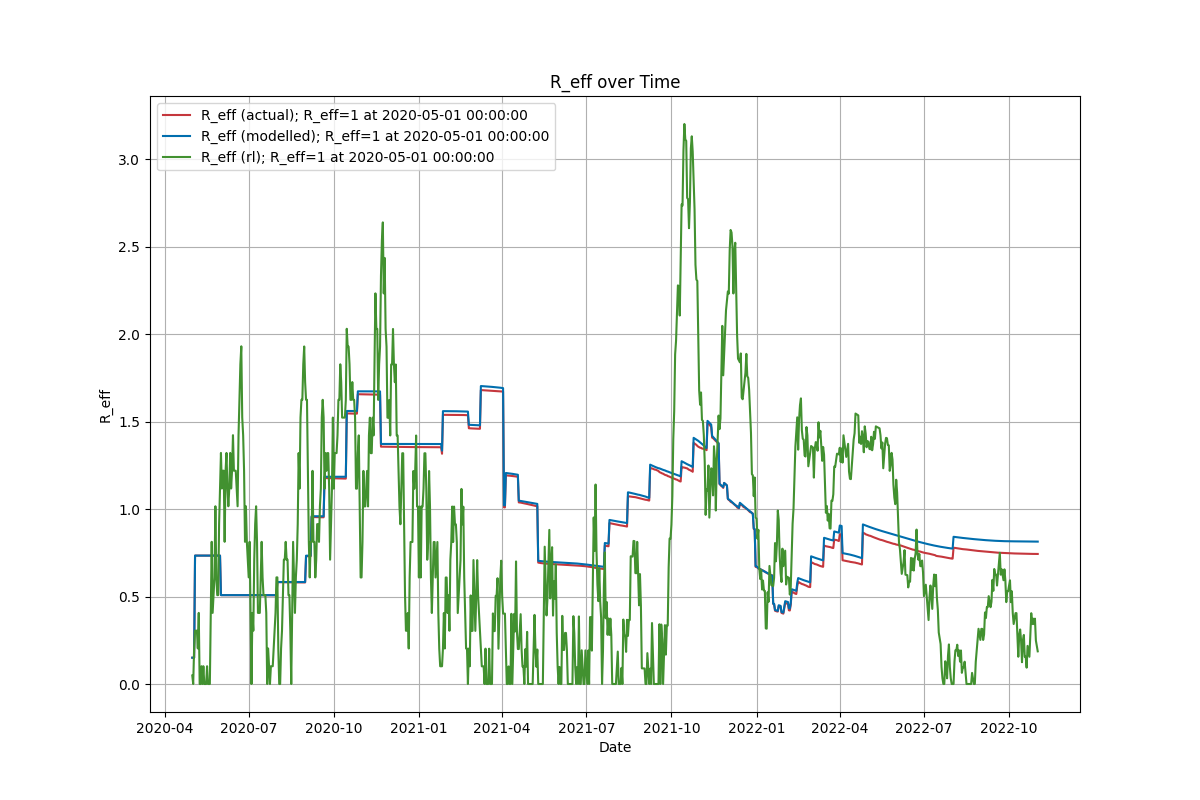 R_eff over Time
R_eff (actual); R_eff=1 at 2020-05-01 00:00:00
R_eff (modelled); R_eff=1 at 2020-05-01 00:00:00
R_eff (rl); R_eff=1 at 2020-05-01 00:00:00
R_eff
3.0
2.5
2.0
1.5
1.0
0.5
0.0
2020-04 2020-07 2020-10 2021-01 2021-04 2021-07 2021-10 2022-01 2022-04 2022-07 2022-10
Date